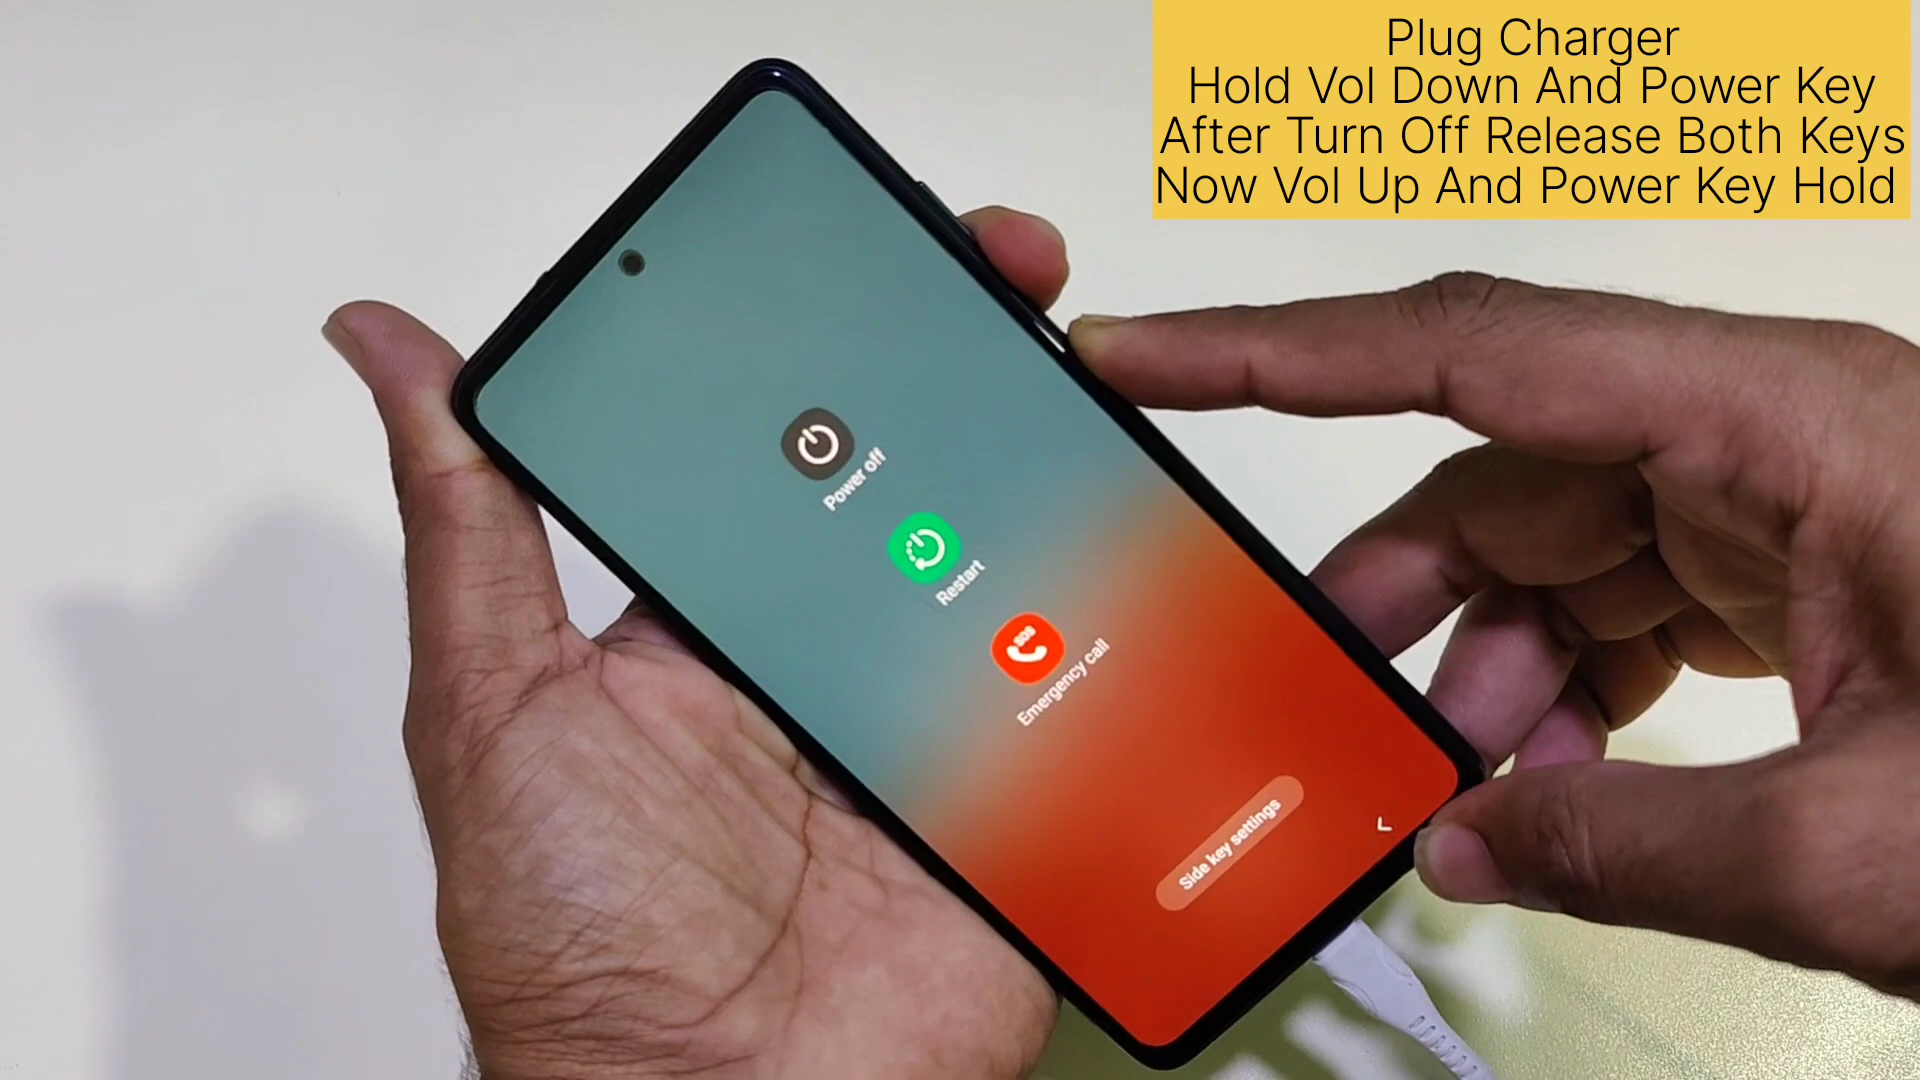 Plug Charger
Hold Vol Down And Power Key
After Turn Off Release Both Keys
Now Vol Up And Power Key Hold
Power off
Restart
SOS
Emergency call
Side key settings